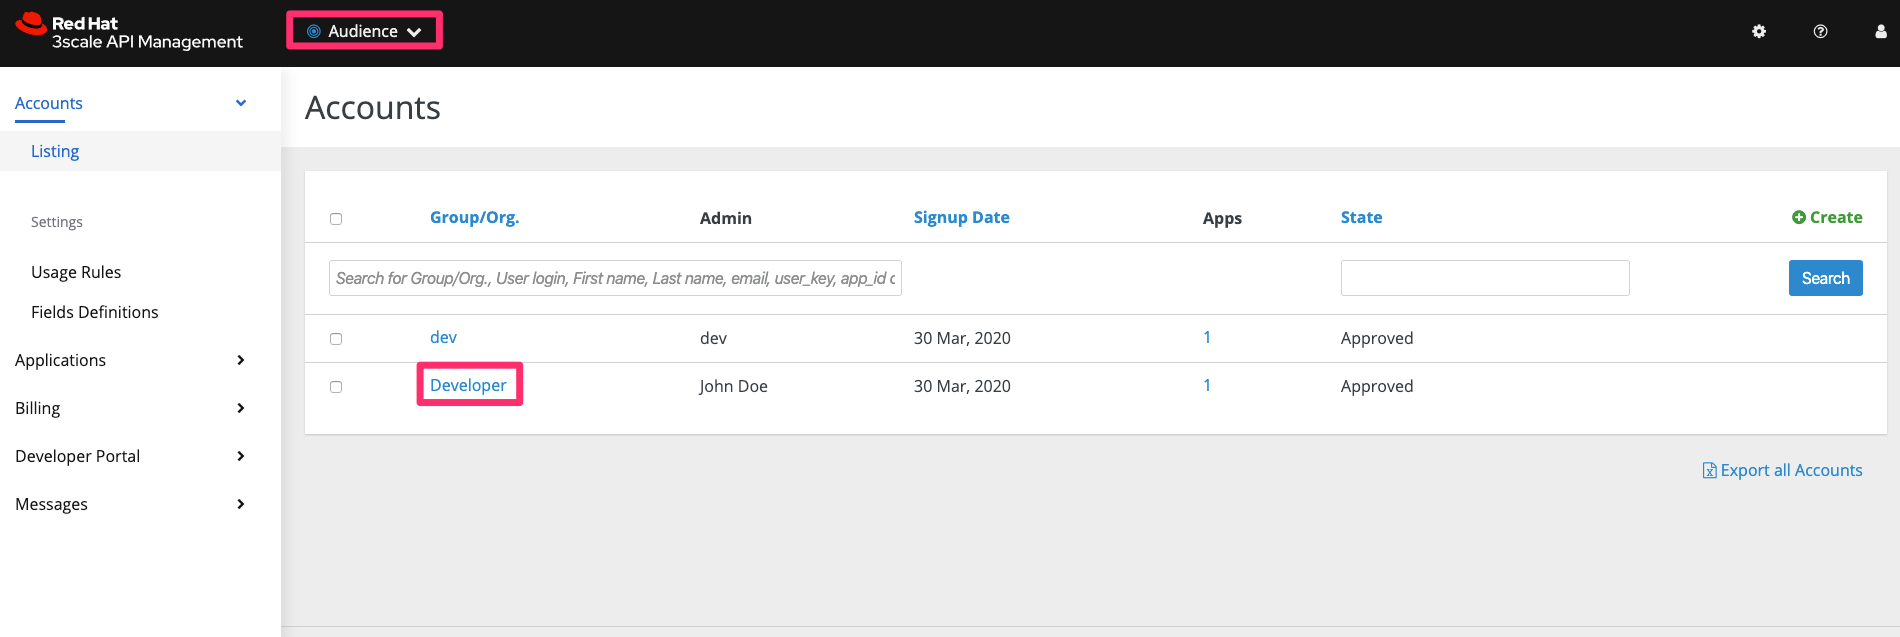 Red Hat
3scale API Management
Audience
Accounts
Listing
Settings
Usage Rules
Fields Definitions
Applications
Billing
Developer Portal
Messages
Accounts
Group/Org. Admin Signup Date Apps State Create
Search for Group/Org., User login, First name, Last name, email, user_key, app_id Search
dev dev 30 Mar, 2020 1 Approved
Developer John Doe 30 Mar, 2020 1 Approved
Export all Accounts